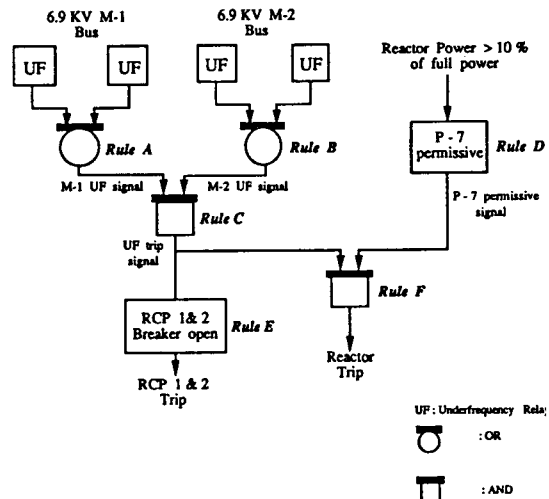 6.9 KV M-1
Bus
6.9 KV M-2
Bus
UF
UF
UF
UF
Reactor Power > 10 %
of full power
Rule A
Rule B
P - 7
permissive
Rule D
M-1 UF signal
M-2 UF signal
P - 7 permissive
signal
Rule C
UF trip
signal
Rule F
RCP 1 & 2
Breaker open
Rule E
Reactor
Trip
RCP 1 & 2
Trip
UF : Underfrequency Relay
: OR
: AND